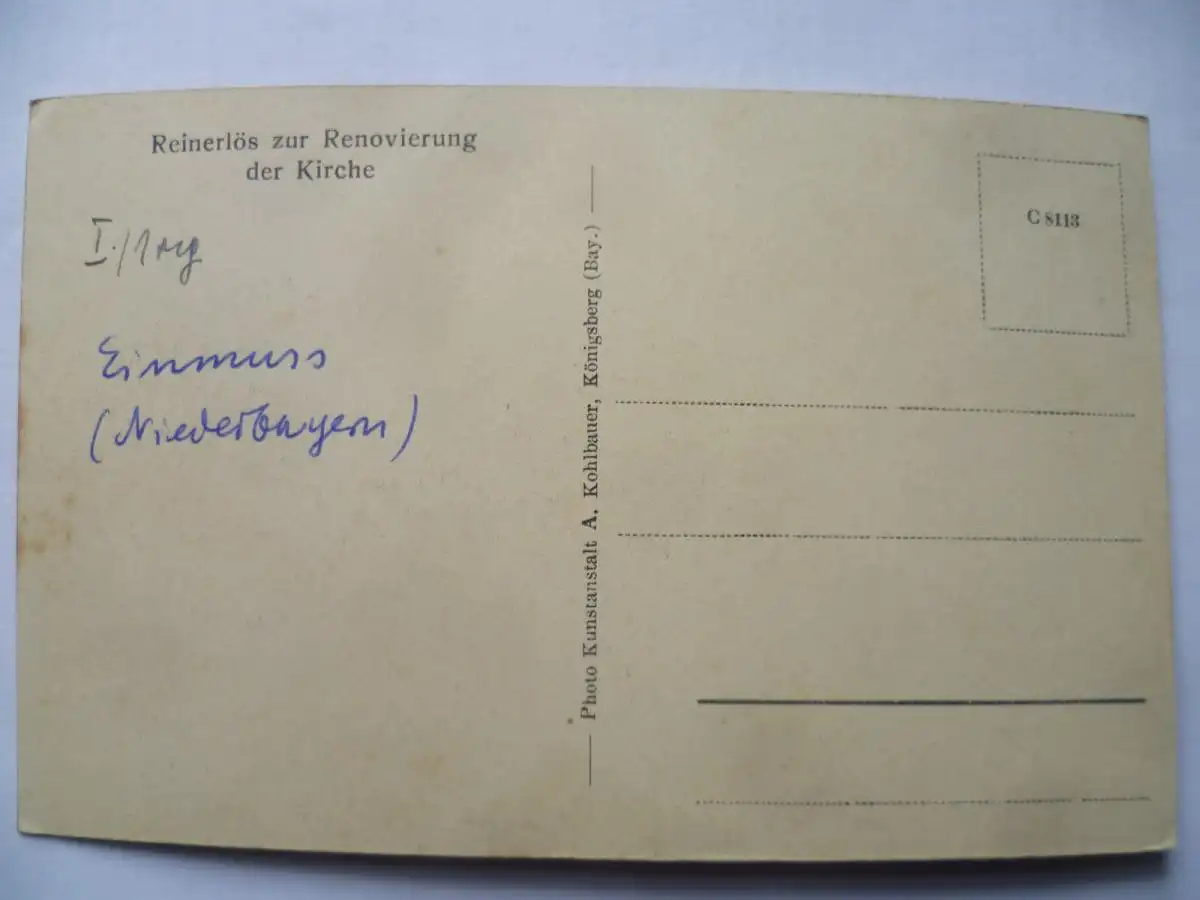 Reinerlös zur Renovierung
der Kirche
Einmuss
(Niederbayern)
Photo Kunstanstalt A. Kohlbauer, Königsberg (Bay.)
C 8113